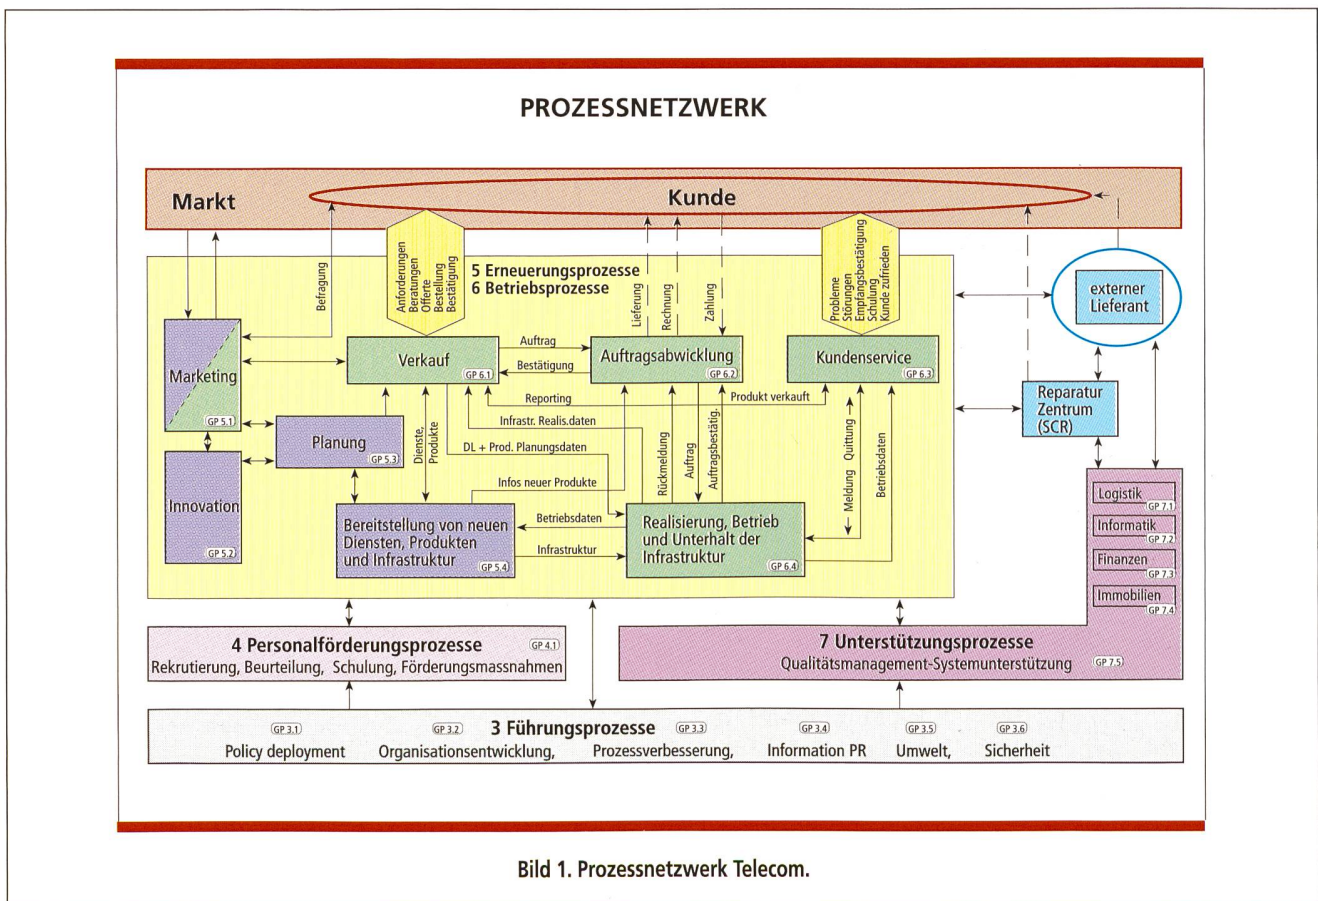 PROZESSNETZWERK
Markt
Kunde
Befragung
Anforderungen
Beratungen
Offerte
Bestellung
Bestätigung
5 Erneuerungsprozesse
6 Betriebsprozesse
Lieferung
Rechnung
Zahlung
Probleme
Störungen
Empfangsbestätigung
Schulung
Kunde zufrieden
externer
Lieferant
Marketing
GP 5.1
Verkauf
GP 6.1
Auftrag
Bestätigung
Auftragsabwicklung
GP 6.2
Kundenservice
GP 6.3
Reporting
Produkt verkauft
Reparatur
Zentrum
(SCR)
Planung
GP 5.3
Dienste,
Produkte
Infrastr. Realis.daten
DL + Prod. Planungsdaten
Infos neuer Produkte
Rückmeldung
Auftrag
Auftragsbestätig.
Meldung
Quittung
Betriebsdaten
Innovation
GP 5.2
Bereitstellung von neuen
Diensten, Produkten
und Infrastruktur
GP 5.4
Betriebsdaten
Infrastruktur
Realisierung, Betrieb
und Unterhalt der
Infrastruktur
GP 6.4
Logistik
GP 7.1
Informatik
GP 7.2
Finanzen
GP 7.3
Immobilien
GP 7.4
4 Personalförderungsprozesse
GP 4.1
Rekrutierung, Beurteilung, Schulung, Förderungsmassnahmen
7 Unterstützungsprozesse
Qualitätsmanagement-Systemunterstützung
GP 7.5
3 Führungsprozesse
GP 3.1
GP 3.2
GP 3.3
GP 3.4
GP 3.5
GP 3.6
Policy deployment
Organisationsentwicklung,
Prozessverbesserung,
Information PR
Umwelt,
Sicherheit
Bild 1. Prozessnetzwerk Telecom.